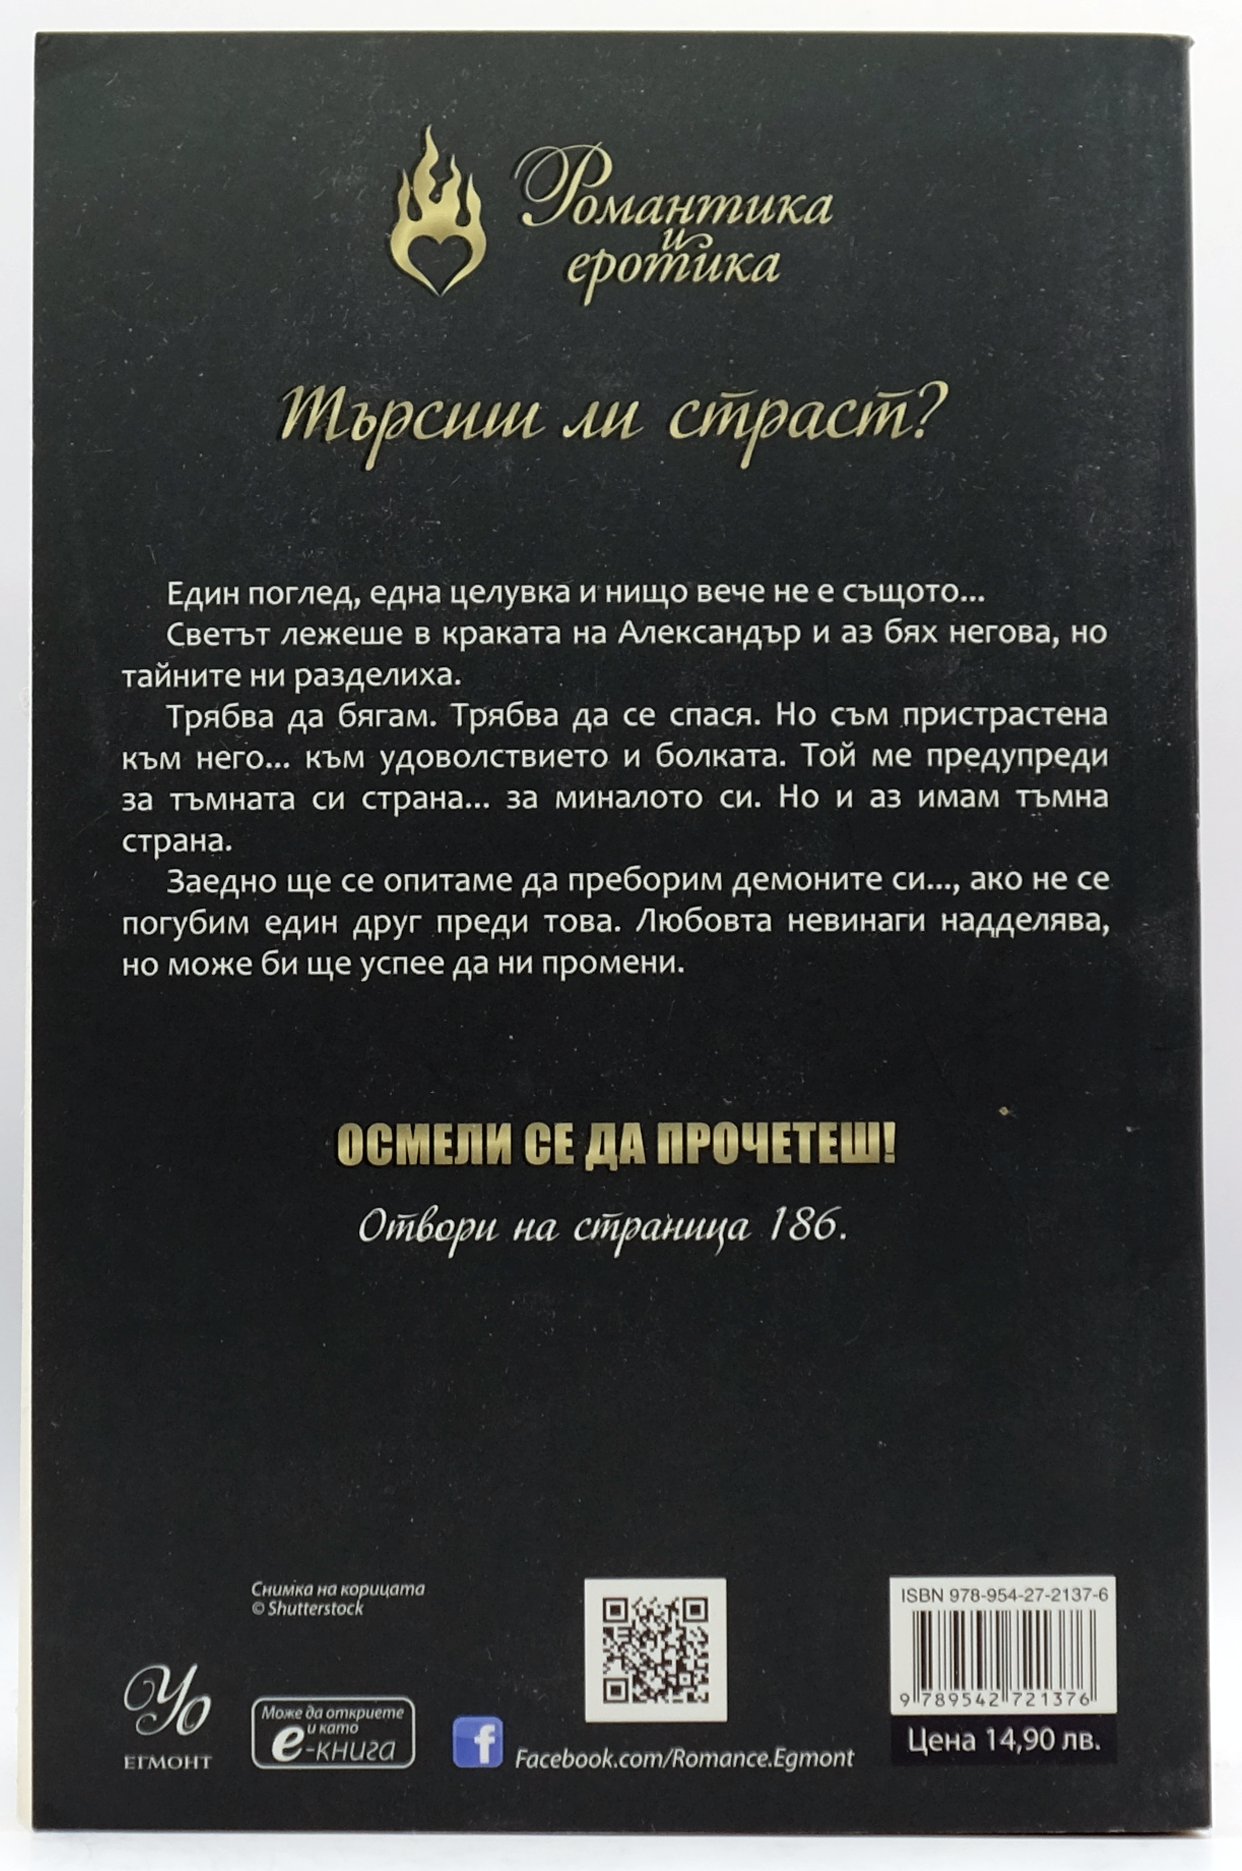 Романтика
и
еротика
Търсиш ли страст?
Един поглед, една целувка и нищо вече не е същото...
Светът лежеше в краката на Александър и аз бях негова, но
тайните ни разделиха.
Трябва да бягам. Трябва да се спася. Но съм пристрастена
към него... към удоволствието и болката. Той ме предупреди
за тъмната си страна... за миналото си. Но и аз имам тъмна
страна.
Заедно ще се опитаме да преборим демоните си..., ако не се
погубим един друг преди това. Любовта невинаги надделява,
но може би ще успее да ни промени.
ОСМЕЛИ СЕ ДА ПРОЧЕТЕШ!
Отвори на страница 186.
Снимка на корицата
© Shutterstock
ЕГМОНТ
Може да откриете
и като
е-книга
f
Facebook.com/Romance.Egmont
ISBN 978-954-27-2137-6
9 789542 721376
Цена 14,90 лв.